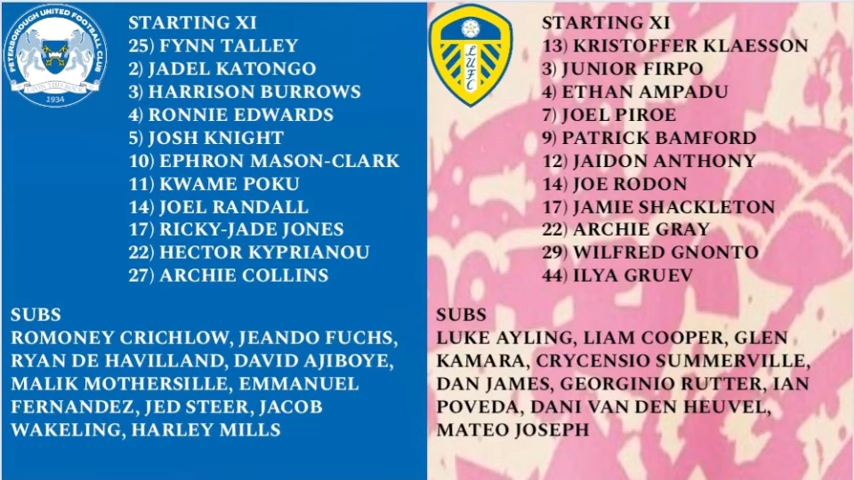 PETERBOROUGH UNITED FOOTBALL CLUB
1934
STARTING XI
25) FYNN TALLEY
2) JADEL KATONGO
3) HARRISON BURROWS
4) RONNIE EDWARDS
5) JOSH KNIGHT
10) EPHRON MASON-CLARK
11) KWAME POKU
14) JOEL RANDALL
17) RICKY-JADE JONES
22) HECTOR KYPRIANOU
27) ARCHIE COLLINS
SUBS
ROMONEY CRICHLOW, JEANDO FUCHS,
RYAN DE HAVILLAND, DAVID AJIBOYE,
MALIK MOTHERSILLE, EMMANUEL
FERNANDEZ, JED STEER, JACOB
WAKELING, HARLEY MILLS
LUFC
STARTING XI
13) KRISTOFFER KLAESSON
3) JUNIOR FIRPO
4) ETHAN AMPADU
7) JOEL PIROE
9) PATRICK BAMFORD
12) JAIDON ANTHONY
14) JOE RODON
17) JAMIE SHACKLETON
22) ARCHIE GRAY
29) WILFRED GNONTO
44) ILYA GRUEV
SUBS
LUKE AYLING, LIAM COOPER, GLEN
KAMARA, CRYCENSIO SUMMERVILLE,
DAN JAMES, GEORGINIO RUTTER, IAN
POVEDA, DANI VAN DEN HEUVEL,
MATEO JOSEPH